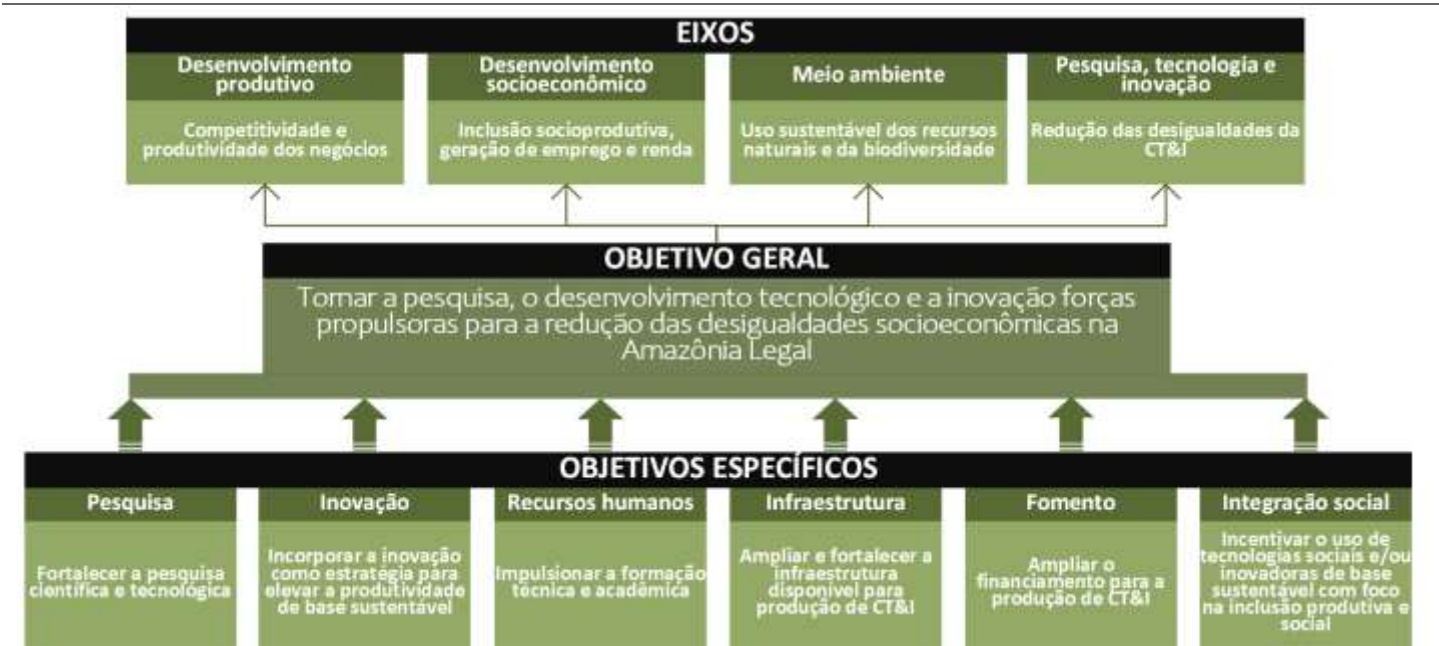 EIXOS
Desenvolvimento
produtivo
Competitividade e
produtividade dos negócios
Desenvolvimento
socioeconômico
Inclusão socioprodutiva,
geração de emprego e renda
Meio ambiente
Uso sustentável dos recursos
naturais e da biodiversidade
Pesquisa, tecnologia e
inovação
Redução das desigualdades da
CT&I
OBJETIVO GERAL
Tornar a pesquisa, o desenvolvimento tecnológico e a inovação forças
propulsoras para a redução das desigualdades socioeconômicas na
Amazônia Legal
OBJETIVOS ESPECÍFICOS
Pesquisa
Fortalecer a pesquisa
científica e tecnológica
Inovação
Incorporar a inovação
como estratégia para
elevar a produtividade
de base sustentável
Recursos humanos
Impulsionar a formação
técnica e acadêmica
Infraestrutura
Ampliar e fortalecer a
infraestrutura
disponível para
produção de CT&I
Fomento
Ampliar o
financiamento para a
produção de CT&I
Integração social
Incentivar o uso de
tecnologias sociais e/ou
inovadoras de base
sustentável com foco
na inclusão produtiva e
social